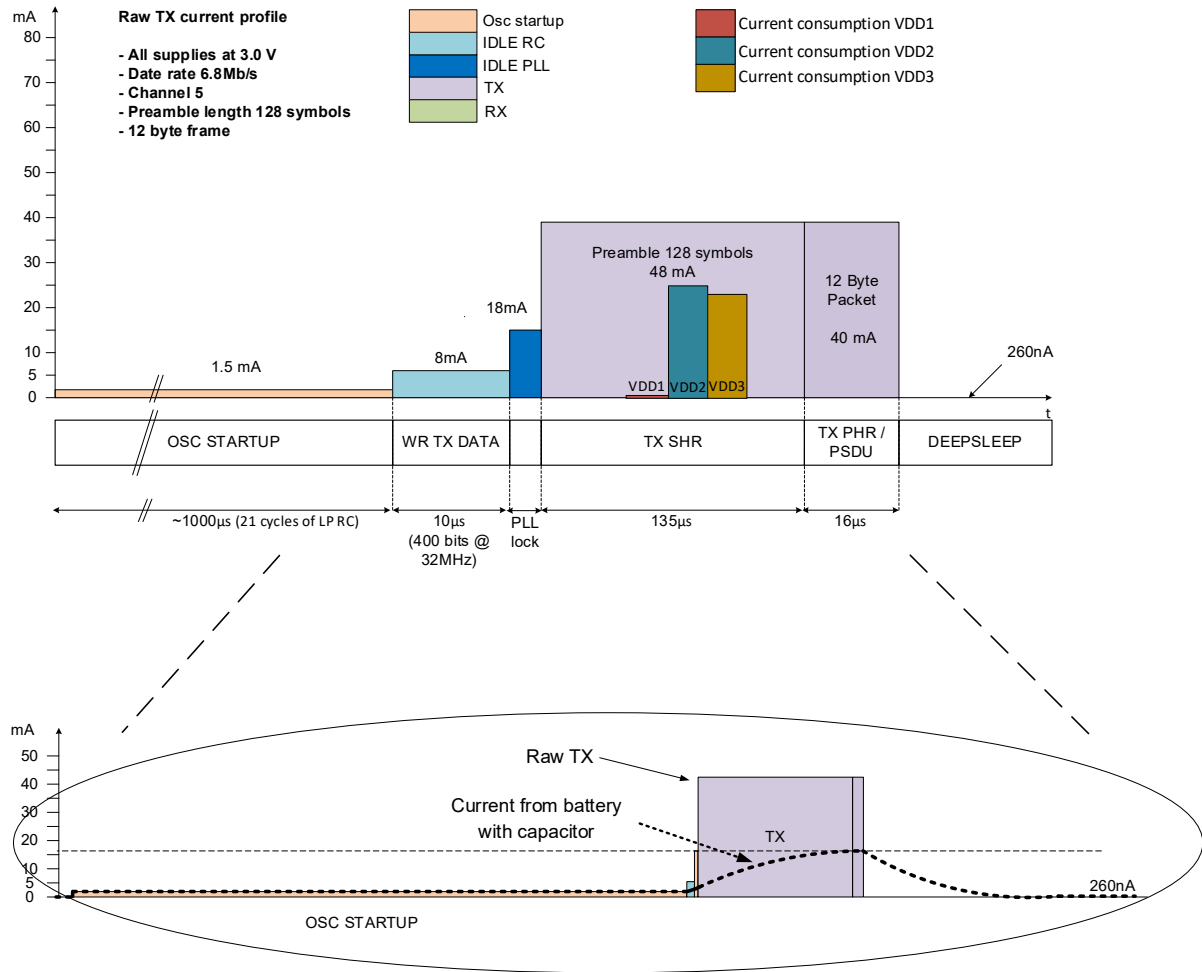 Raw TX current profile
- All supplies at 3.0 V
- Date rate 6.8Mb/s
- Channel 5
- Preamble length 128 symbols
- 12 byte frame
Osc startup
IDLE RC
IDLE PLL
TX
RX
Current consumption VDD1
Current consumption VDD2
Current consumption VDD3
mA
80
70
60
50
40
30
20
10
5
0
1.5 mA
8mA
18mA
Preamble 128 symbols
48 mA
VDD1
VDD2
VDD3
12 Byte
Packet
40 mA
260nA
t
OSC STARTUP
WR TX DATA
TX SHR
TX PHR /
PSDU
DEEPSLEEP
~1000µs (21 cycles of LP RC)
10µs
(400 bits @
32MHz)
PLL
lock
135µs
16µs
mA
50
40
30
20
10
5
0
Raw TX
Current from battery
with capacitor
TX
260nA
OSC STARTUP